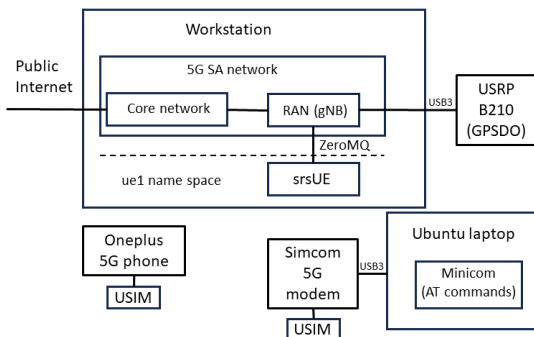 Workstation
Public
Internet
5G SA network
Core network
RAN (gNB)
USB3
USRP
B210
(GPSDO)
ZeroMQ
ue1 name space
srsUE
Oneplus
5G phone
USIM
Simcom
5G
modem
USIM
USB3
Ubuntu laptop
Minicom
(AT commands)